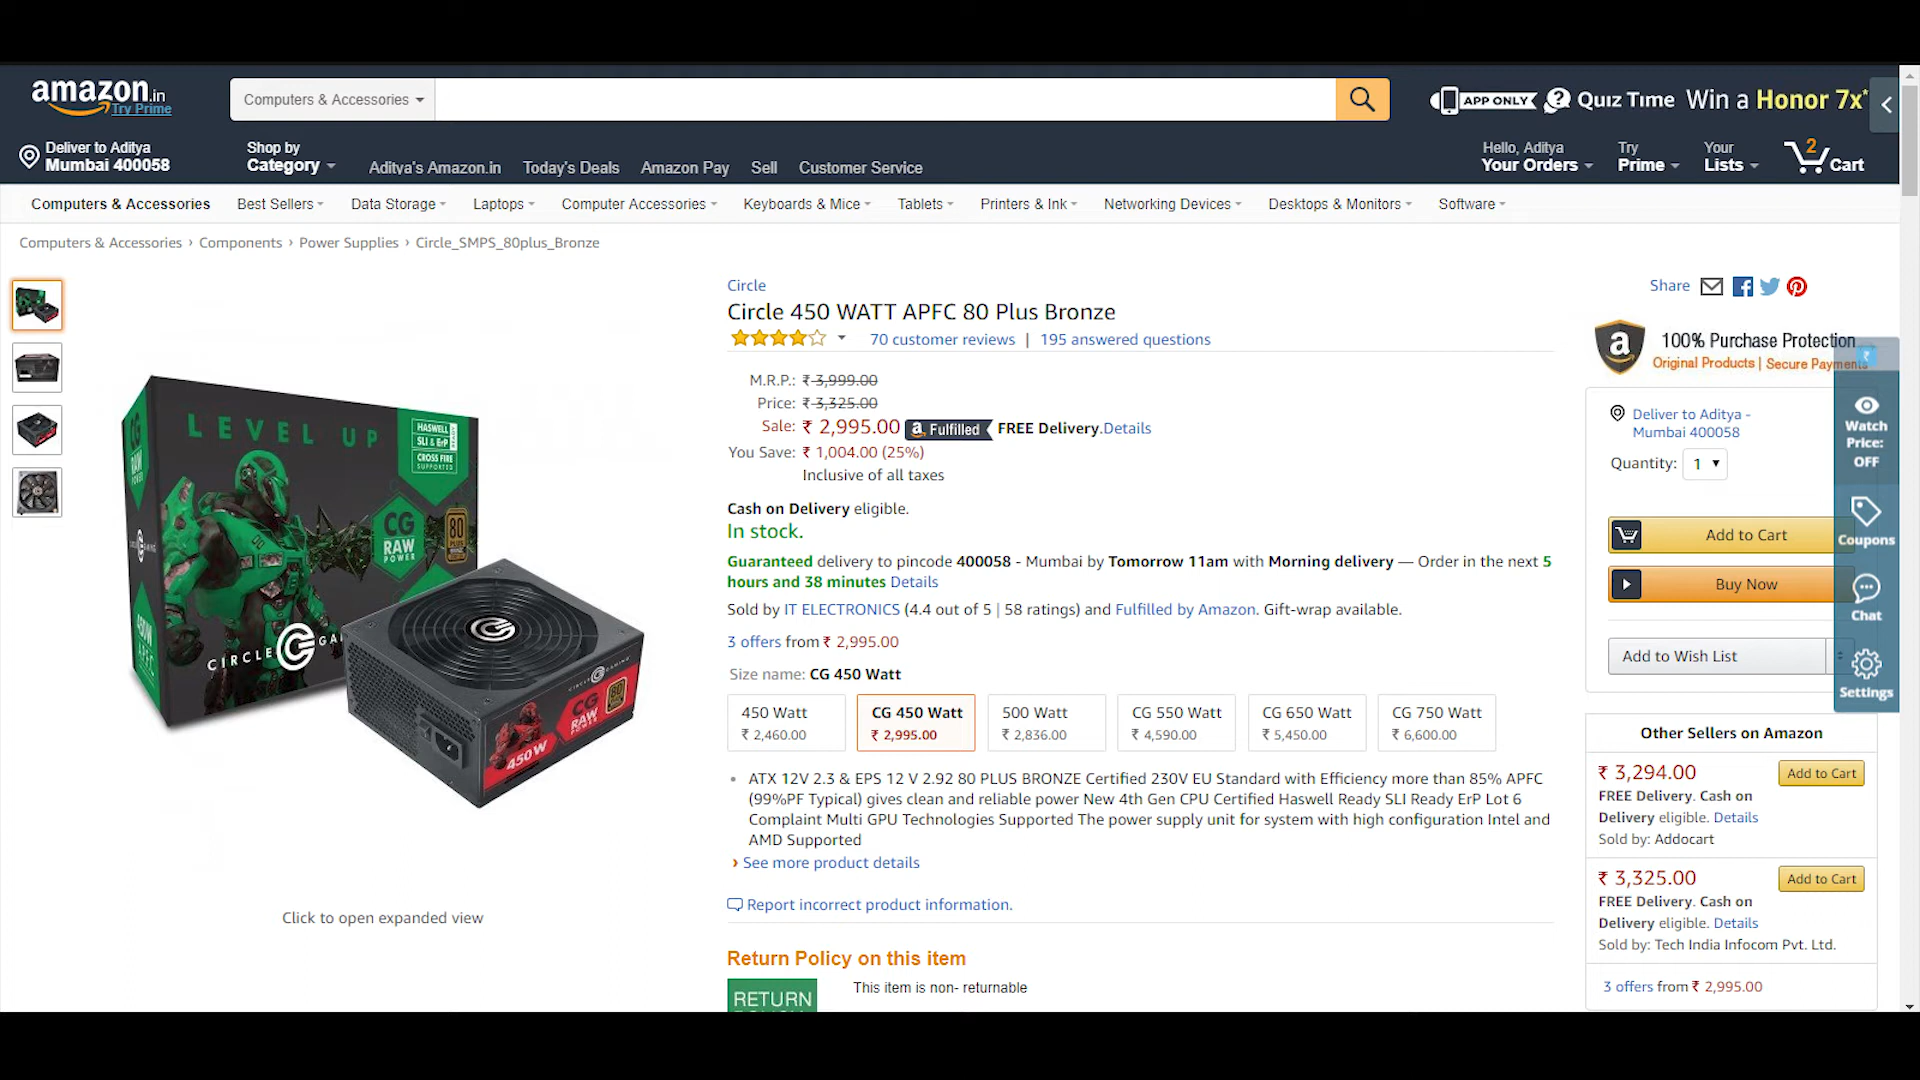 amazon.in
Try Prime
Computers & Accessories
APP ONLY Quiz Time Win a Honor 7x*
Deliver to Aditya
Mumbai 400058
Shop by
Category
Aditya's Amazon.in Today's Deals Amazon Pay Sell Customer Service
Hello, Aditya
Your Orders
Try
Prime
Your
Lists
2
Cart
Computers & Accessories Best Sellers Data Storage Laptops Computer Accessories Keyboards & Mice Tablets Printers & Ink Networking Devices Desktops & Monitors Software
Computers & Accessories › Components › Power Supplies › Circle_SMPS_80plus_Bronze
LEVEL UP
HASWELL
SLI & ErP
READY
CROSS FIRE
SUPPORTED
CG
RAW
POWER
CG
RAW
POWER
80
PLUS
450W
APFC
CIRCLE GA
CIRCLE GAMING
CG
RAW
POWER
80
450W
Click to open expanded view
Circle
Circle 450 WATT APFC 80 Plus Bronze
70 customer reviews | 195 answered questions
M.R.P.: ₹ 3,999.00
Price: ₹ 3,325.00
Sale: ₹ 2,995.00 a Fulfilled FREE Delivery.Details
You Save: ₹ 1,004.00 (25%)
Inclusive of all taxes
Cash on Delivery eligible.
In stock.
Guaranteed delivery to pincode 400058 - Mumbai by Tomorrow 11am with Morning delivery — Order in the next 5
hours and 38 minutes Details
Sold by IT ELECTRONICS (4.4 out of 5 | 58 ratings) and Fulfilled by Amazon. Gift-wrap available.
3 offers from ₹ 2,995.00
Size name: CG 450 Watt
450 Watt
₹ 2,460.00
CG 450 Watt
₹ 2,995.00
500 Watt
₹ 2,836.00
CG 550 Watt
₹ 4,590.00
CG 650 Watt
₹ 5,450.00
CG 750 Watt
₹ 6,600.00
• ATX 12V 2.3 & EPS 12 V 2.92 80 PLUS BRONZE Certified 230V EU Standard with Efficiency more than 85% APFC
(99%PF Typical) gives clean and reliable power New 4th Gen CPU Certified Haswell Ready SLI Ready ErP Lot 6
Complaint Multi GPU Technologies Supported The power supply unit for system with high configuration Intel and
AMD Supported
› See more product details
Report incorrect product information.
Return Policy on this item
RETURN
This item is non- returnable
Share
a 100% Purchase Protection
Original Products | Secure Payments
Deliver to Aditya -
Mumbai 400058
Quantity: 1
Add to Cart
Buy Now
Add to Wish List
₹
Watch
Price:
OFF
Coupons
Chat
Settings
Other Sellers on Amazon
₹ 3,294.00 Add to Cart
FREE Delivery. Cash on
Delivery eligible. Details
Sold by: Addocart
₹ 3,325.00 Add to Cart
FREE Delivery. Cash on
Delivery eligible. Details
Sold by: Tech India Infocom Pvt. Ltd.
3 offers from ₹ 2,995.00